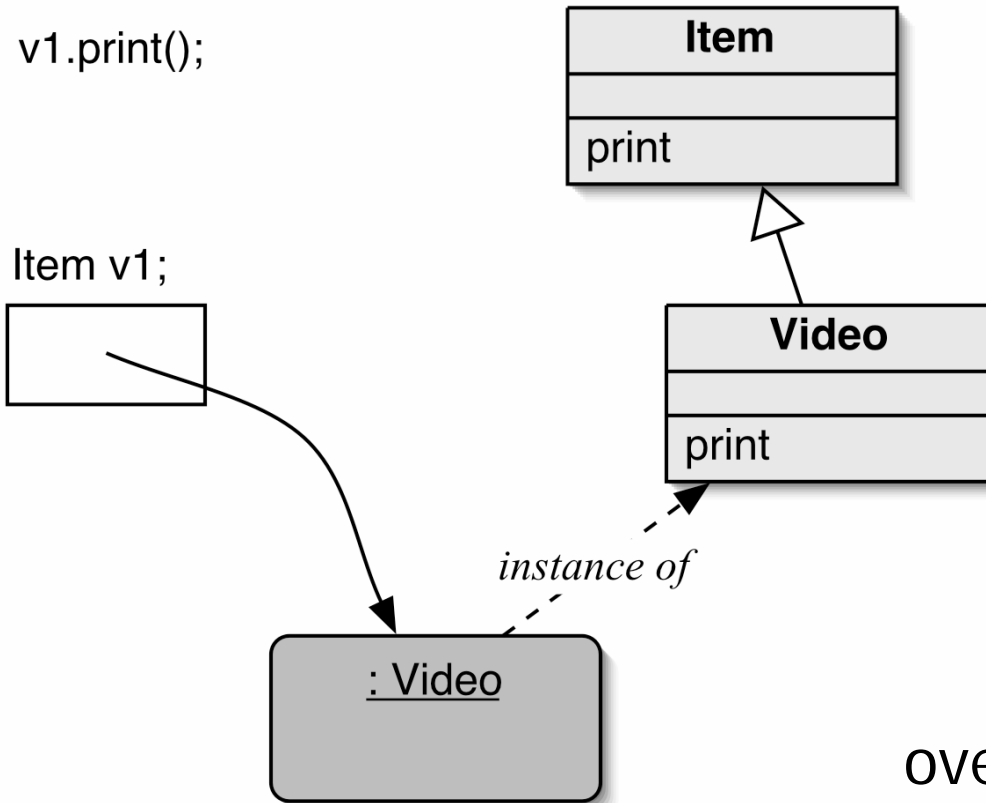 v1.print();
Item
print
Item v1;
Video
print
instance of
: Video